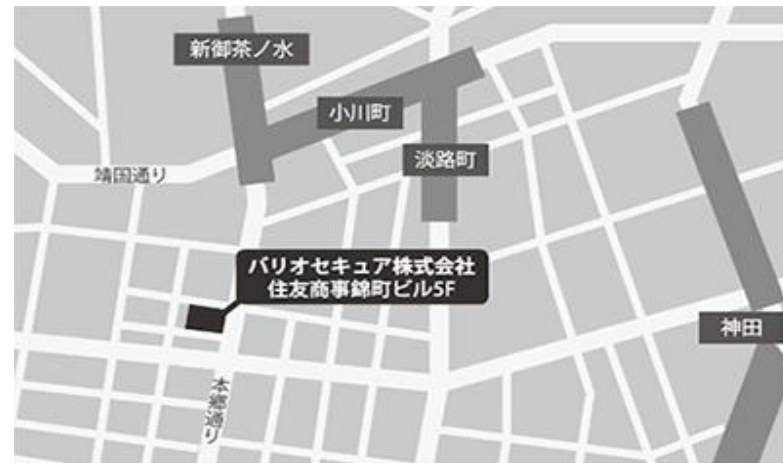 新御茶ノ水
小川町
淡路町
靖国通り
バリオセキュア株式会社
住友商事錦町ビル5F
神田
本郷通り